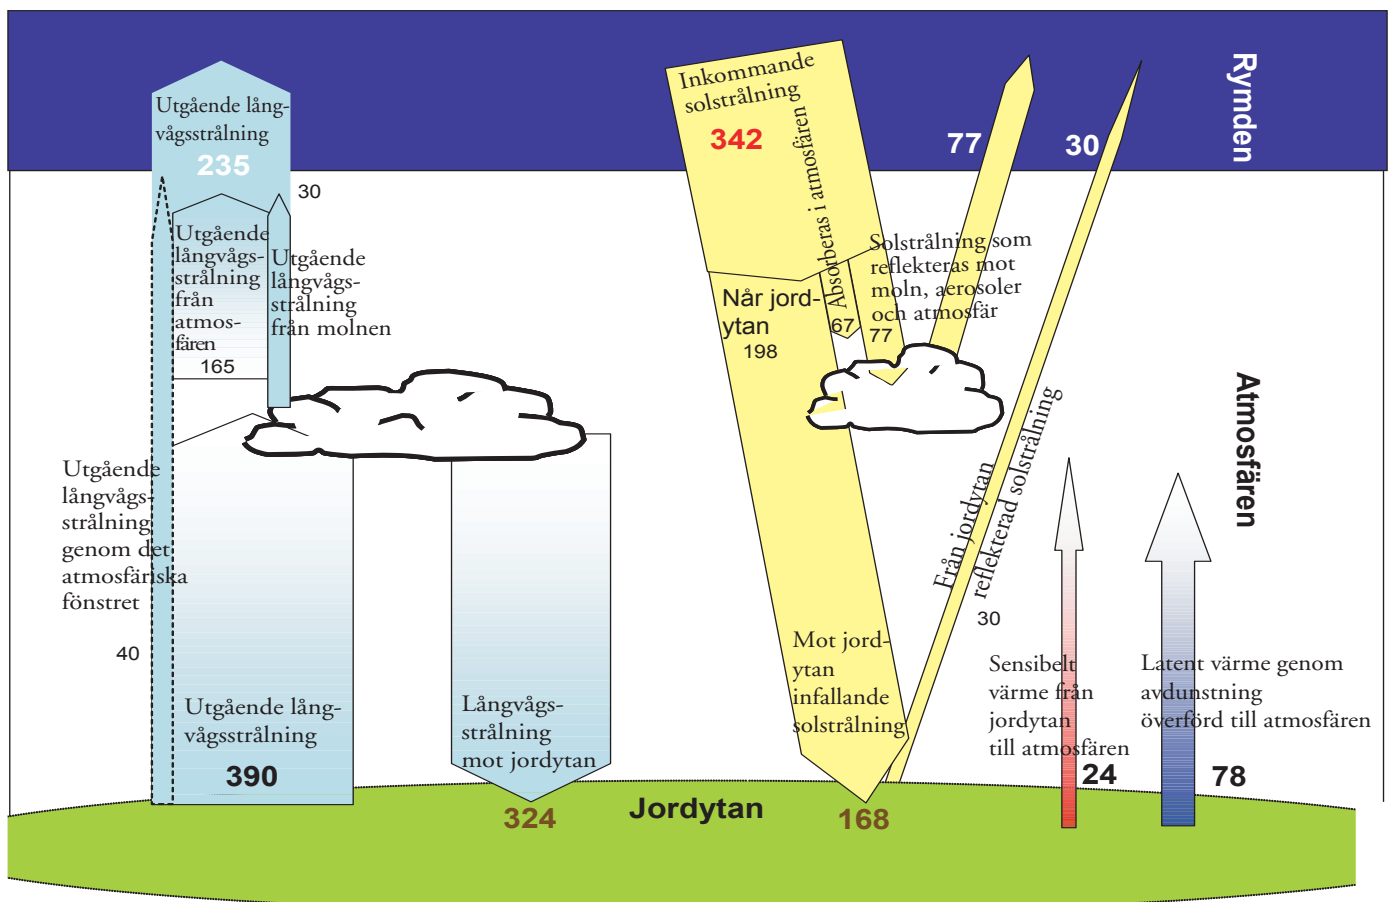 Utgående lång-
vågsstrålning
235
30
Utgående
långvågs-
strålning
från
atmos-
fären
165
Utgående
långvågs-
strålning
från molnen
Utgående
långvågs-
strålning
genom det
atmosfäriska
fönstret
40
Utgående lång-
vågsstrålning
390
Långvågs-
strålning
mot jordytan
324
Jordytan
Inkommande
solstrålning
342
Absorberas i atmosfären
67
77
30
Solstrålning som
reflekteras mot
moln, aerosoler
och atmosfär
77
Når jord-
ytan
198
Mot jord-
ytan
infallande
solstrålning
168
Från jordytan
reflekterad solstrålning
30
Sensibelt
värme från
jordytan
till atmosfären
24
Latent värme genom
avdunstning
överförd till atmosfären
78
Rymden
Atmosfären